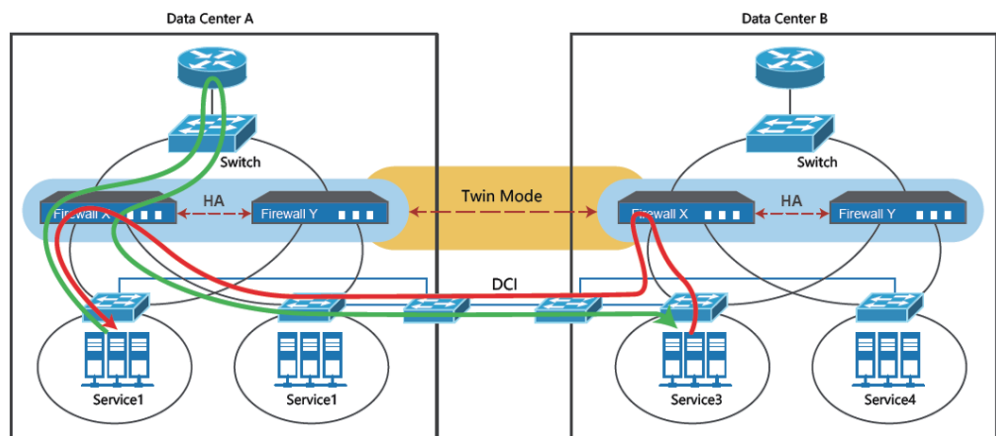 Data Center A
Data Center B
Switch
Switch
Twin Mode
Firewall X
HA
Firewall Y
Firewall X
HA
Firewall Y
DCI
Service1
Service1
Service3
Service4